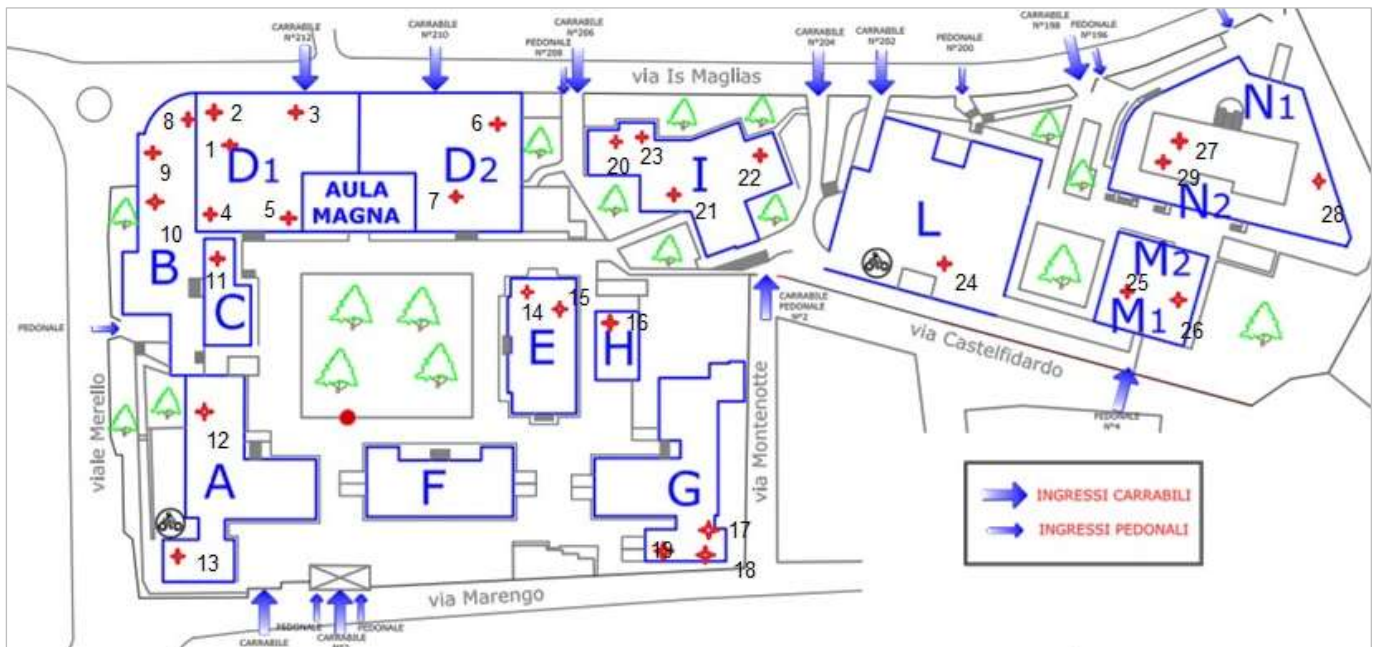 CARRABILE
N°212
CARRABILE
N°210
CARRABILE
N°206
PEDONALE
N°208
CARRABILE
N°204
CARRABILE
N°202
PEDONALE
N°200
CARRABILE
N°198
PEDONALE
N°196
via Is Maglias
8
2
3
6
1
D1
D2
9
4
5
7
AULA
MAGNA
10
B
11
C
20
23
I
22
21
L
24
N1
27
29
N2
28
M2
25
M1
26
14
15
E
16
H
CARRABILE
PEDONALE
N°2
via Castelfidardo
PEDONALE
N°4
PEDONALE
viale Merello
12
A
13
F
G
17
19
18
via Montenotte
via Marengo
CARRABILE
PEDONALE
CARRABILE
PEDONALE
INGRESSI CARRABILI
INGRESSI PEDONALI